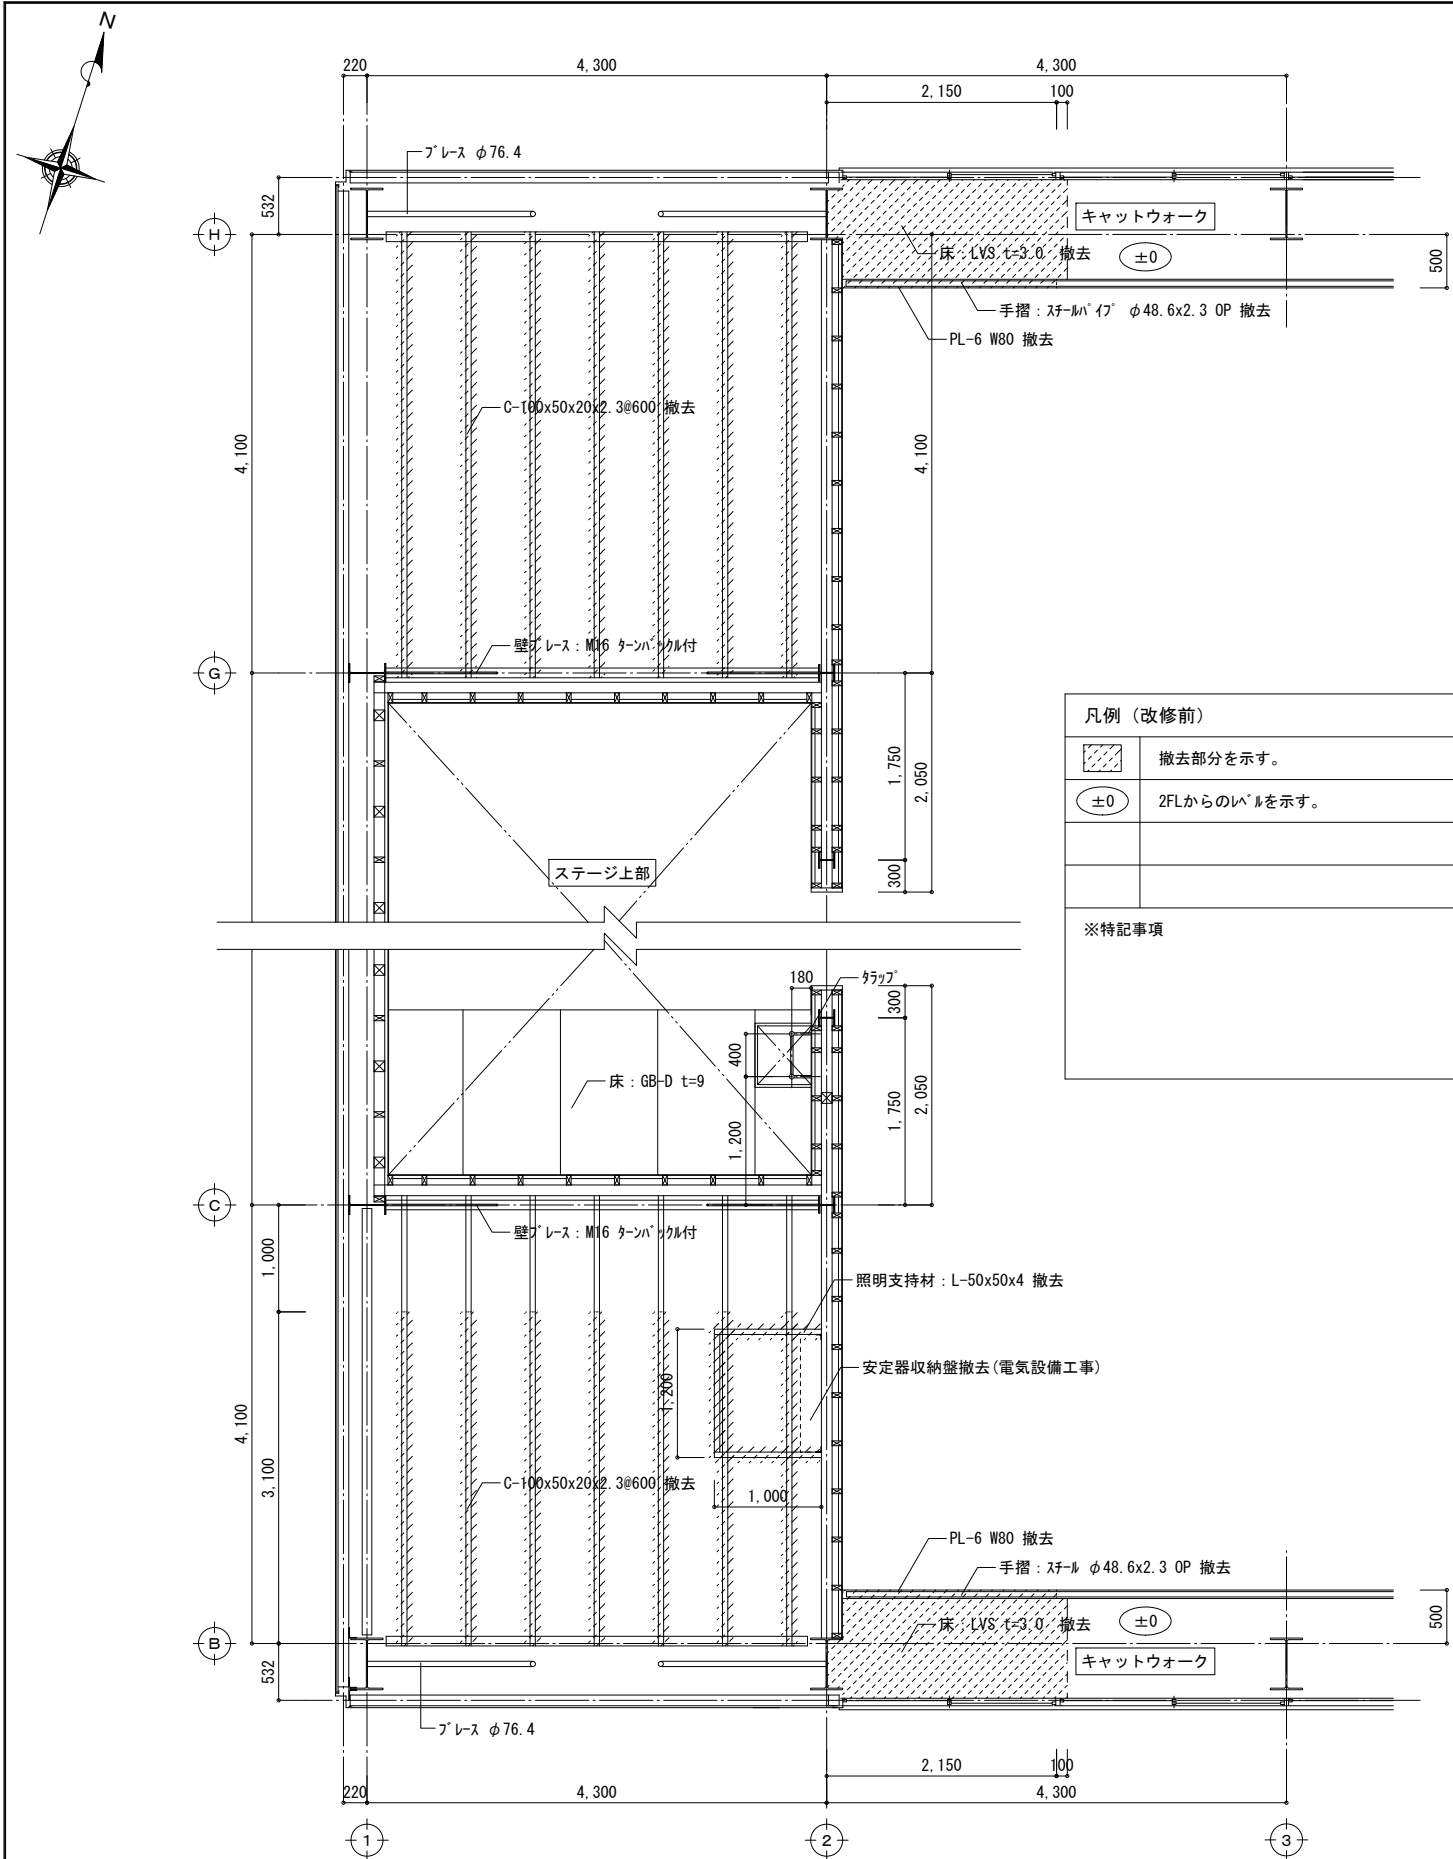 N
220
4,300
4,300
2,150
100
ブレース φ76.4
532
H
キャットウォーク
床：LVS t=3.0 撤去
±0
500
手摺：スチールパイプ φ48.6x2.3 OP 撤去
PL-6 W80 撤去
C-100x50x20x2.3@600 撤去
4,100
4,100
壁ブレース：M16 ターンバックル付
G
凡例（改修前）
撤去部分を示す。
±0
2FLからのレベルを示す。
※特記事項
1,750
2,050
300
ステージ上部
180
タラップ
300
400
床：GB-D t=9
1,750
2,050
1,200
C
壁ブレース：M16 ターンバックル付
1,000
照明支持材：L-50x50x4 撤去
安定器収納盤撤去(電気設備工事)
1,200
4,100
3,100
C-100x50x20x2.3@600 撤去
1,000
PL-6 W80 撤去
手摺：スチール φ48.6x2.3 OP 撤去
床：LVS t=3.0 撤去
±0
500
B
キャットウォーク
532
ブレース φ76.4
2,150
100
220
4,300
4,300
1
2
3